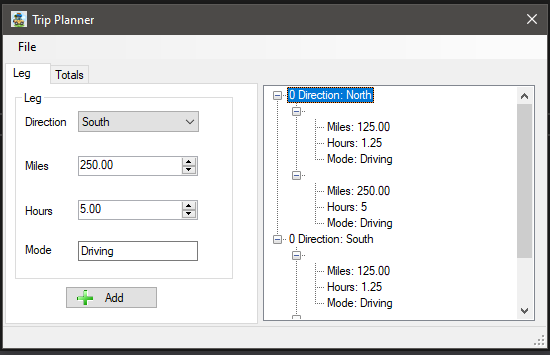 Trip Planner
File
Leg
Totals
Leg
Direction
South
Miles
250.00
Hours
5.00
Mode
Driving
Add
0 Direction: North
Miles: 125.00
Hours: 1.25
Mode: Driving
Miles: 250.00
Hours: 5
Mode: Driving
0 Direction: South
Miles: 125.00
Hours: 1.25
Mode: Driving